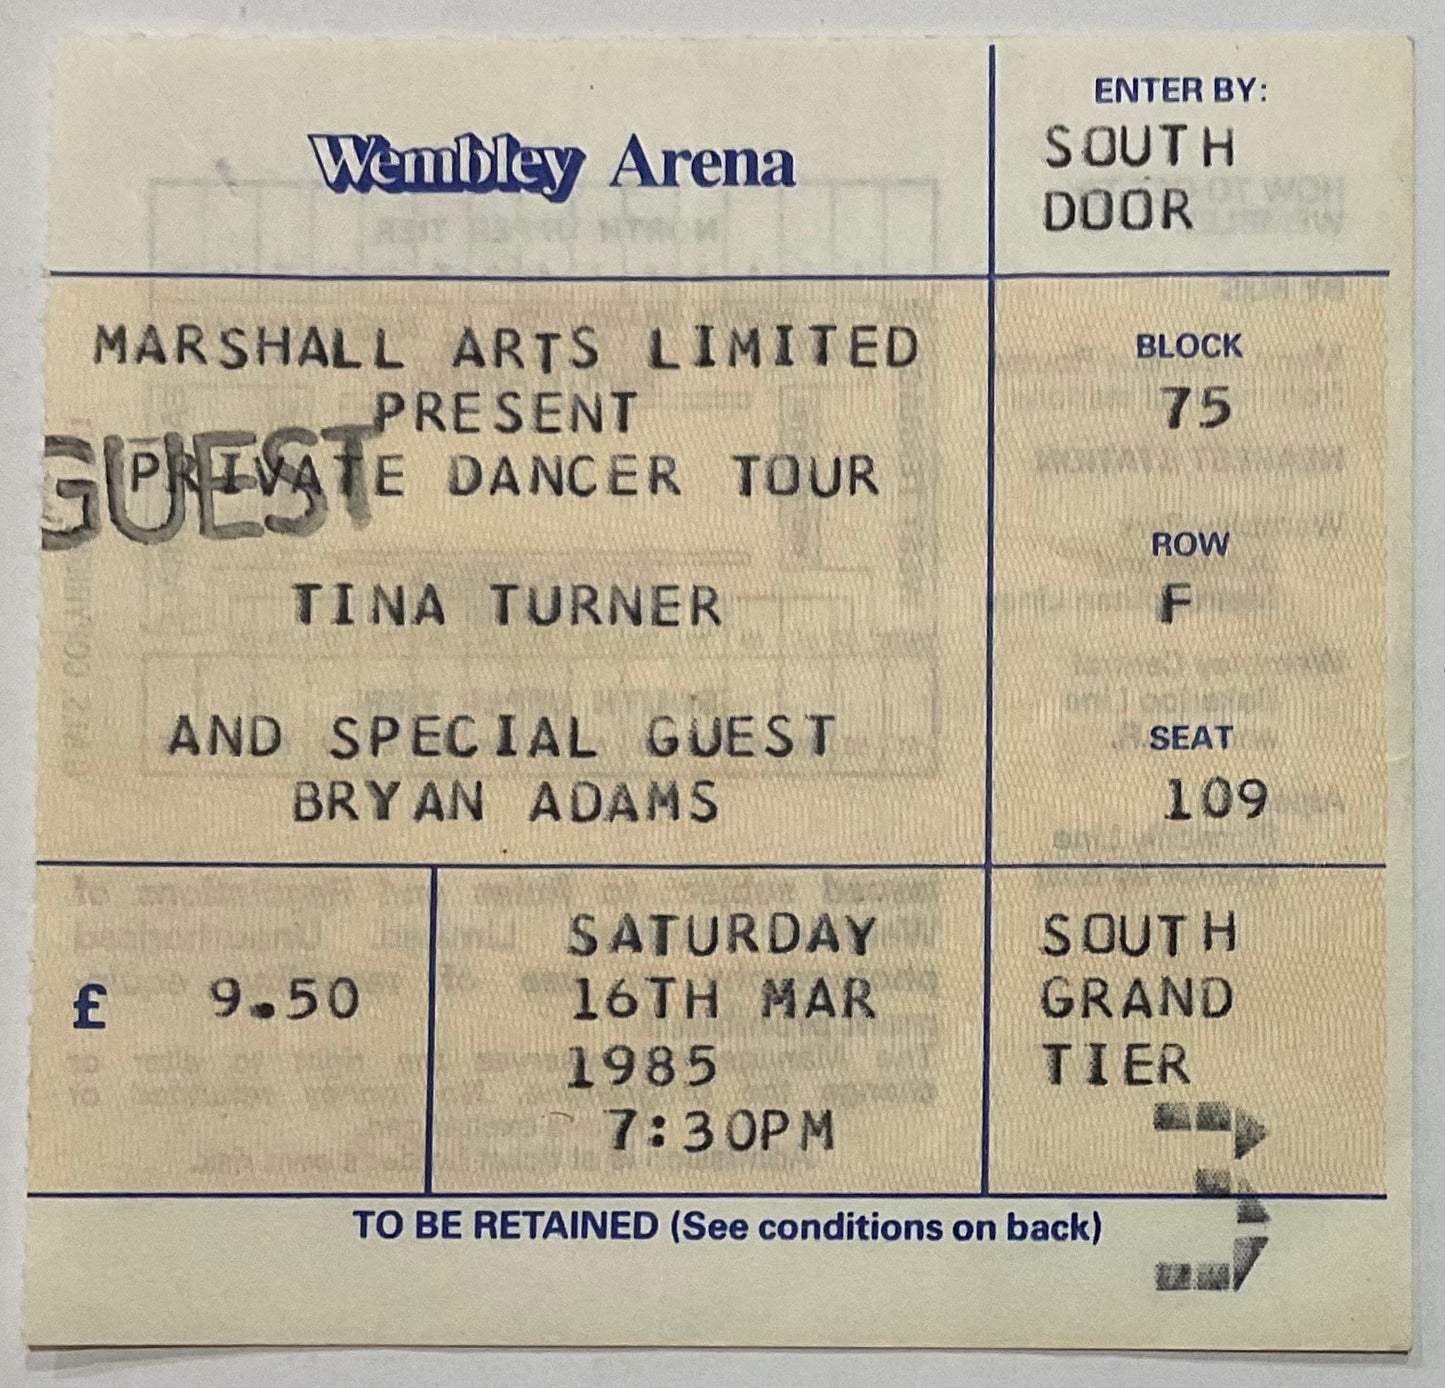 Wembley Arena
ENTER BY:
SOUTH
DOOR
MARSHALL ARTS LIMITED
PRESENT
GUEST
PRIVATE DANCER TOUR
TINA TURNER
AND SPECIAL GUEST
BRYAN ADAMS
BLOCK
75
ROW
F
SEAT
109
£ 9.50
SATURDAY
16TH MAR
1985
7:30PM
SOUTH
GRAND
TIER
TO BE RETAINED (See conditions on back)